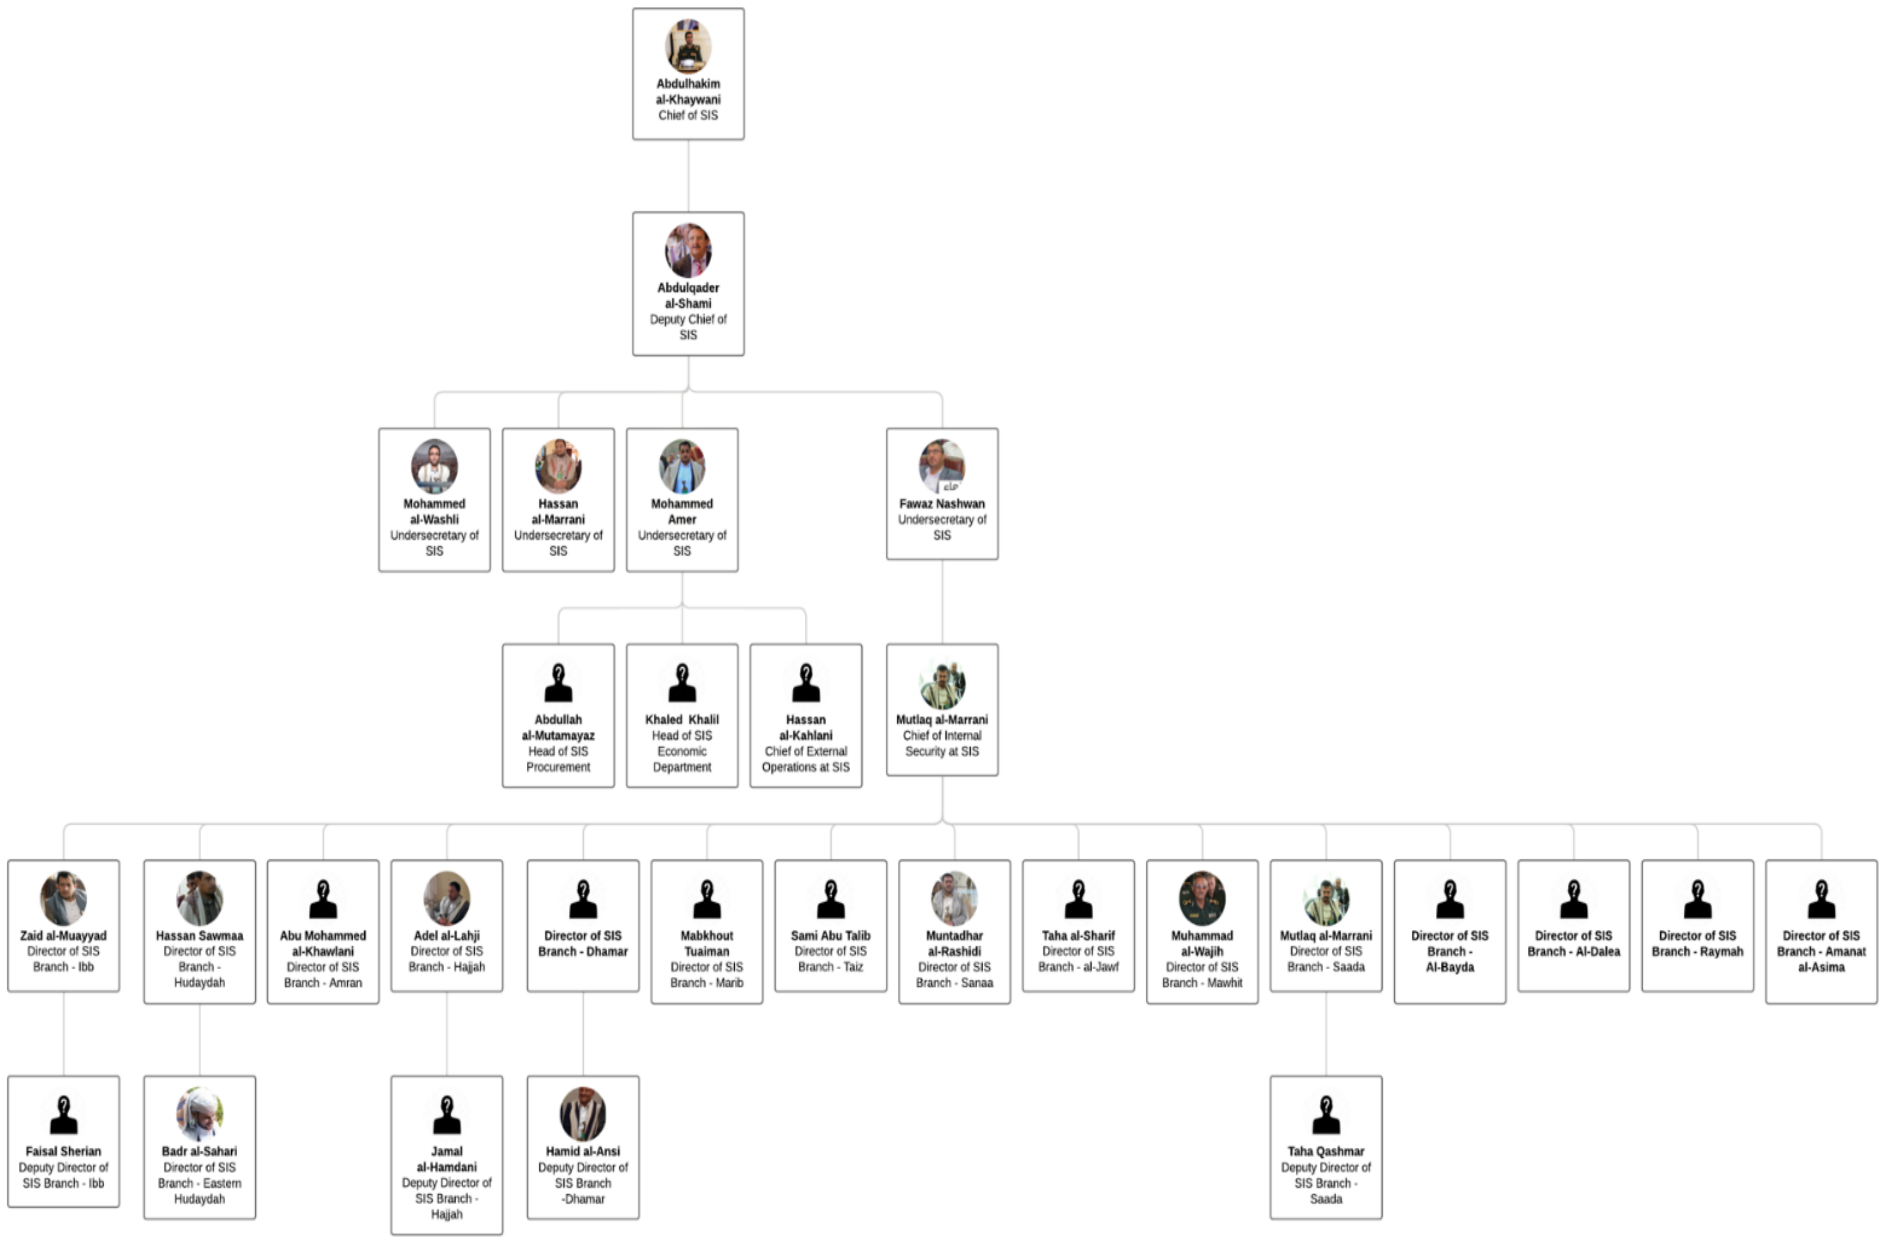 Abdulhakim
al-Khaywani
Chief of SIS
Abdulqader
al-Shami
Deputy Chief of
SIS
Mohammed
al-Washli
Undersecretary of
SIS
Hassan
al-Marrani
Undersecretary of
SIS
Mohammed
Amer
Undersecretary of
SIS
Fawaz Nashwan
Undersecretary of
SIS
?
Abdullah
al-Mutamayaz
Head of SIS
Procurement
?
Khaled Khalil
Head of SIS
Economic
Department
?
Hassan
al-Kahlani
Chief of External
Operations at SIS
Mutlaq al-Marrani
Chief of Internal
Security at SIS
Zaid al-Muayyad
Director of SIS
Branch - Ibb
Hassan Sawmaa
Director of SIS
Branch -
Hudaydah
?
Abu Mohammed
al-Khawlani
Director of SIS
Branch - Amran
Adel al-Lahji
Director of SIS
Branch - Hajjah
?
Director of SIS
Branch - Dhamar
?
Mabkhout
Tuaiman
Director of SIS
Branch - Marib
?
Sami Abu Talib
Director of SIS
Branch - Taiz
Muntadhar
al-Rashidi
Director of SIS
Branch - Sanaa
?
Taha al-Sharif
Director of SIS
Branch - al-Jawf
Muhammad
al-Wajih
Director of SIS
Branch - Mawhit
Mutlaq al-Marrani
Director of SIS
Branch - Saada
?
Director of SIS
Branch -
Al-Bayda
?
Director of SIS
Branch - Al-Dalea
?
Director of SIS
Branch - Raymah
?
Director of SIS
Branch - Amanat
al-Asima
?
Faisal Sherian
Deputy Director of
SIS Branch - Ibb
Badr al-Sahari
Director of SIS
Branch - Eastern
Hudaydah
?
Jamal
al-Hamdani
Deputy Director of
SIS Branch -
Hajjah
Hamid al-Ansi
Deputy Director of
SIS Branch
-Dhamar
?
Taha Qashmar
Deputy Director of
SIS Branch -
Saada